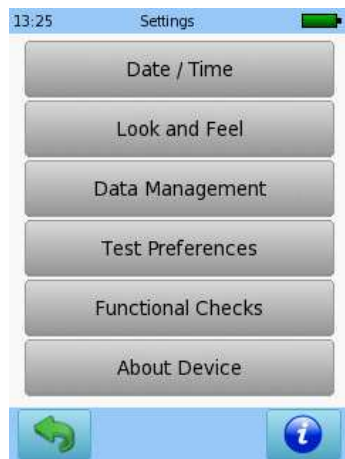 13:25 Settings
Date / Time
Look and Feel
Data Management
Test Preferences
Functional Checks
About Device
i